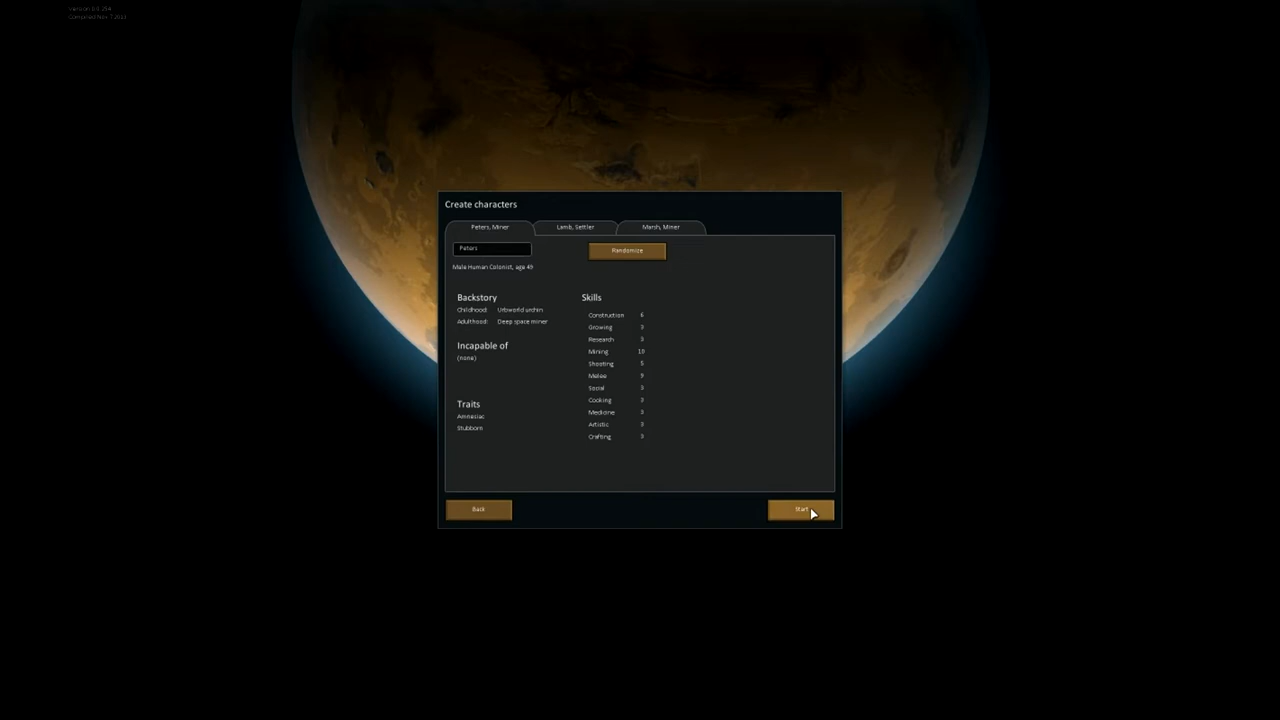 Create characters
Peters, Miner Lamb, Settler Marsh, Miner
Peters Randomize
Male Human Colonist, age 49
Backstory Skills
Childhood: Urbworld urchin
Adulthood: Deep space miner
Incapable of
(none)
Traits
Amnesiac
Stubborn
Construction 6
Growing 3
Research 3
Mining 10
Shooting 5
Melee 9
Social 3
Cooking 3
Medicine 3
Artistic 3
Crafting 3
Back Start